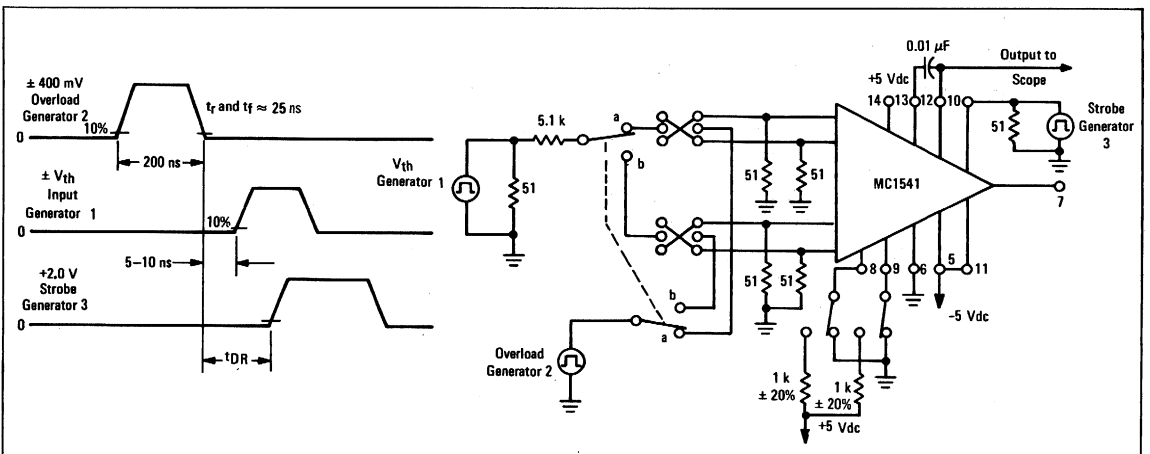 ± 400 mV
Overload
Generator 2
0
10%
tr and tf ≈ 25 ns
200 ns
± Vth
Input
Generator 1
0
10%
5–10 ns
+2.0 V
Strobe
Generator 3
0
tDR
Vth
Generator 1
51
5.1 k
a
b
b
a
Overload
Generator 2
51
51
51
51
MC1541
0.01 µF
+5 Vdc
Output to
Scope
14
13
12
10
51
Strobe
Generator
3
7
8
9
6
5
11
-5 Vdc
1 k
± 20%
1 k
± 20%
+5 Vdc